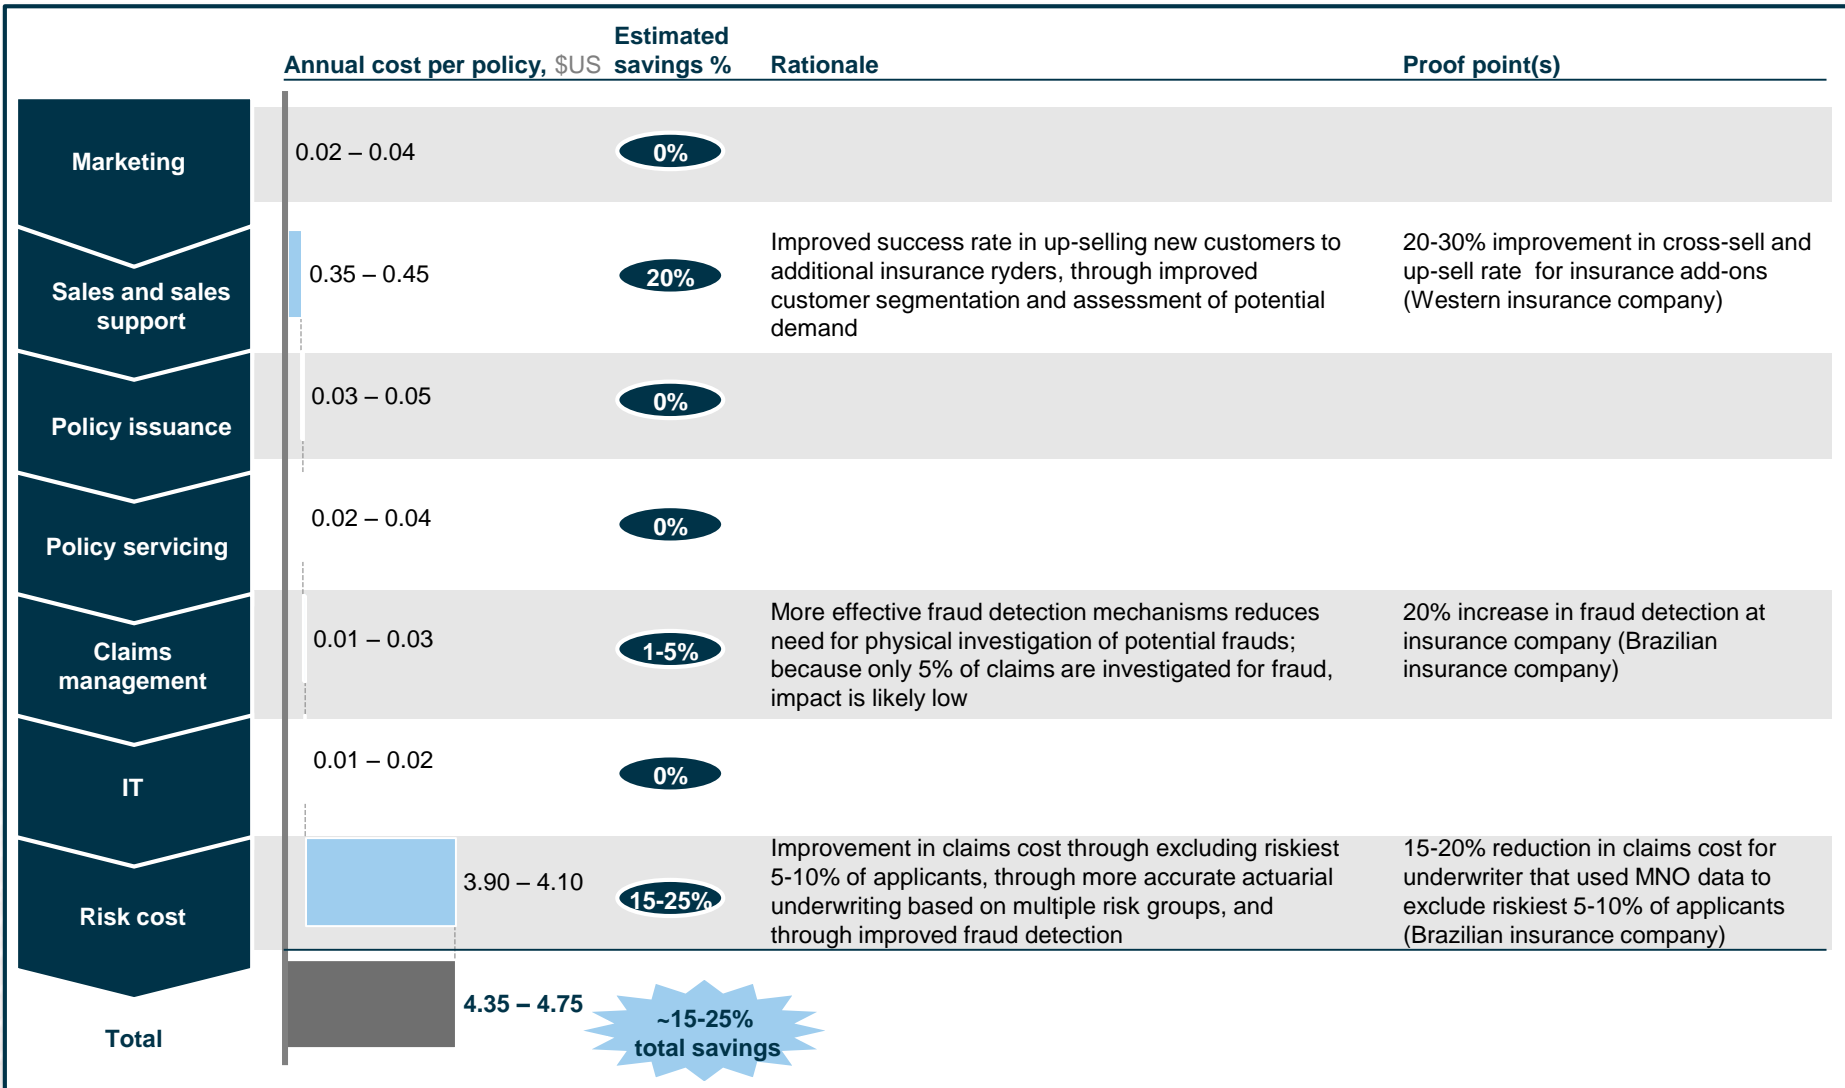 Estimated
Annual cost per policy, $US savings % Rationale Proof point(s)
Marketing
0.02 – 0.04
0%
Sales and sales
support
0.35 – 0.45
20%
Improved success rate in up-selling new customers to
additional insurance ryders, through improved
customer segmentation and assessment of potential
demand
20-30% improvement in cross-sell and
up-sell rate for insurance add-ons
(Western insurance company)
Policy issuance
0.03 – 0.05
0%
Policy servicing
0.02 – 0.04
0%
Claims
management
0.01 – 0.03
1-5%
More effective fraud detection mechanisms reduces
need for physical investigation of potential frauds;
because only 5% of claims are investigated for fraud,
impact is likely low
20% increase in fraud detection at
insurance company (Brazilian
insurance company)
IT
0.01 – 0.02
0%
Risk cost
3.90 – 4.10
15-25%
Improvement in claims cost through excluding riskiest
5-10% of applicants, through more accurate actuarial
underwriting based on multiple risk groups, and
through improved fraud detection
15-20% reduction in claims cost for
underwriter that used MNO data to
exclude riskiest 5-10% of applicants
(Brazilian insurance company)
Total
4.35 – 4.75
~15-25%
total savings